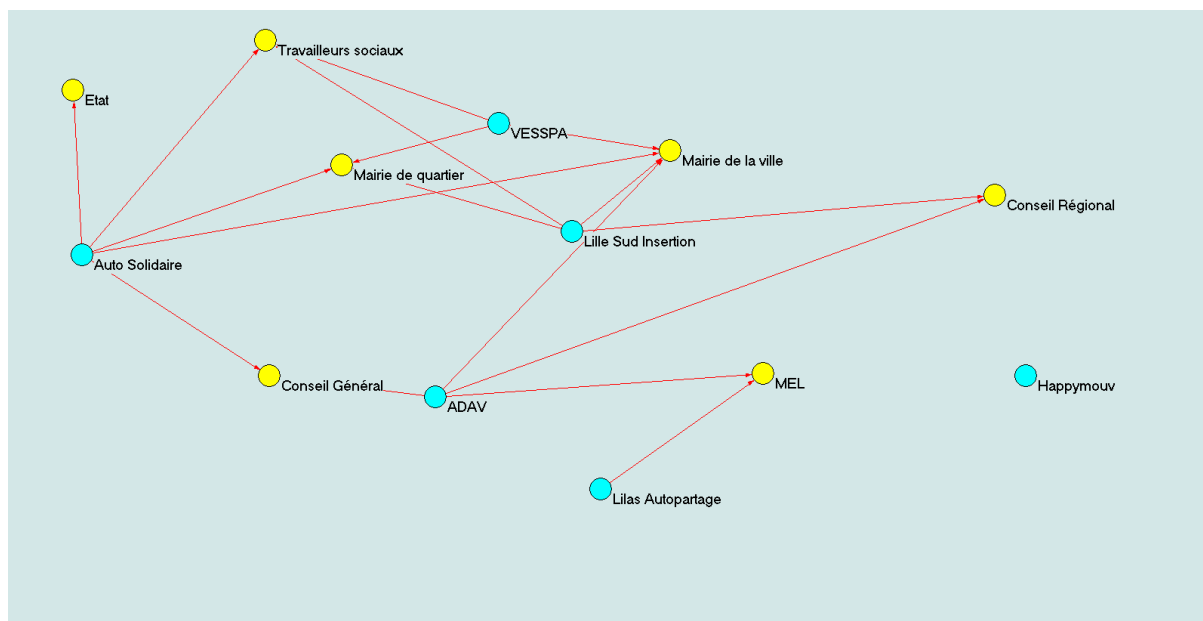 Travailleurs sociaux
Etat
VESSPA
Mairie de la ville
Mairie de quartier
Conseil Régional
Lille Sud Insertion
Auto Solidaire
Conseil Général
MEL
Happymouv
ADAV
Lilas Autopartage